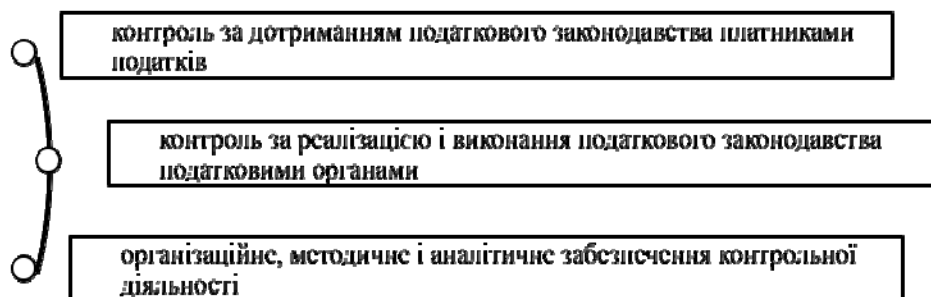 контроль за дотриманням податкового законодавства платниками
податків
контроль за реалізацією і виконання податкового законодавства
податковими органами
організаційне, методичне і аналітичне забезпечення контрольної
діяльності